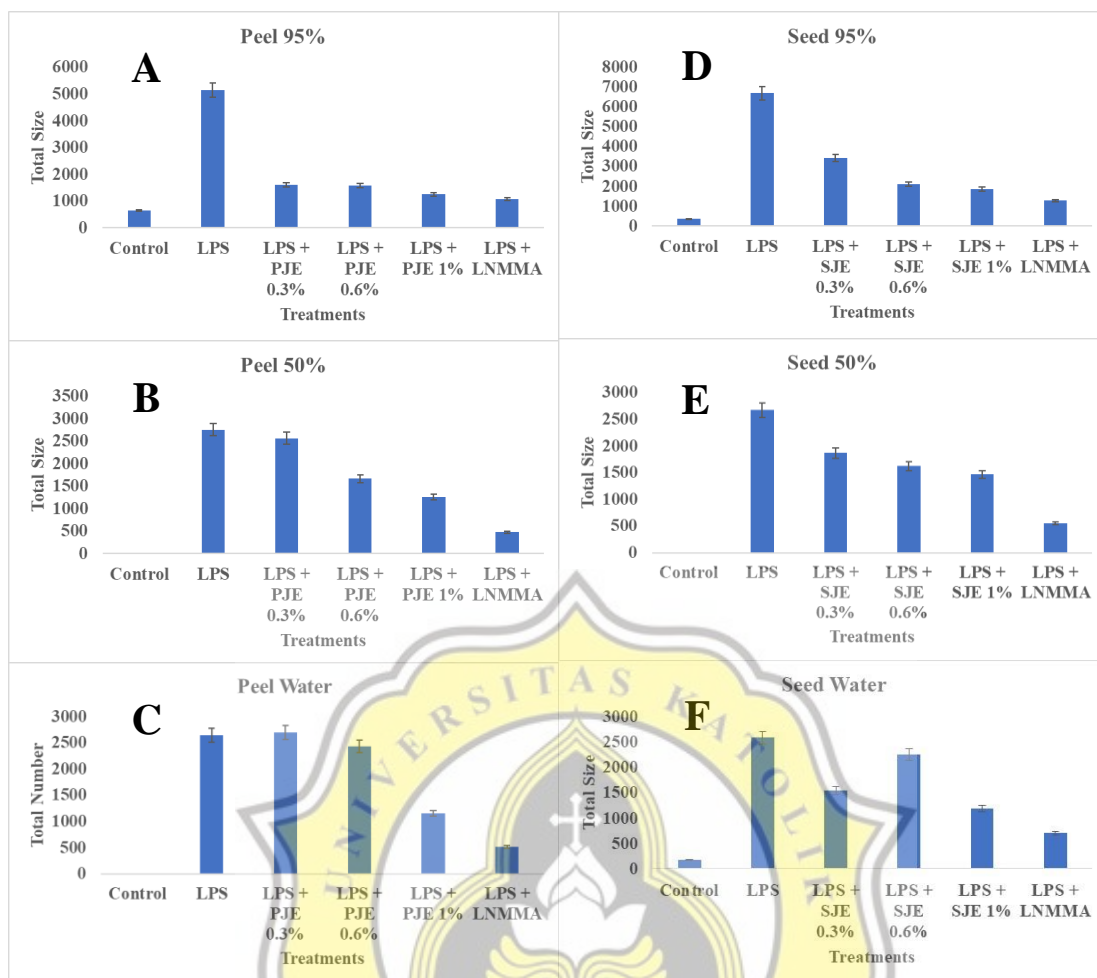 Peel 95%
A
Total Size
6000
5000
4000
3000
2000
1000
0
Control
LPS
LPS +
PJE
0.3%
LPS +
PJE
0.6%
LPS +
PJE 1%
LPS +
LNMMA
Treatments
Seed 95%
D
Total Size
8000
7000
6000
5000
4000
3000
2000
1000
0
Control
LPS
LPS +
SJE
0.3%
LPS +
SJE
0.6%
LPS +
SJE 1%
LPS +
LNMMA
Treatments
Peel 50%
B
Total Size
3500
3000
2500
2000
1500
1000
500
0
Control
LPS
LPS +
PJE
0.3%
LPS +
PJE
0.6%
LPS +
PJE 1%
LPS +
LNMMA
Treatments
Seed 50%
E
Total Size
3000
2500
2000
1500
1000
500
0
Control
LPS
LPS +
SJE
0.3%
LPS +
SJE
0.6%
LPS +
SJE 1%
LPS +
LNMMA
Treatments
Peel Water
C
Total Number
3000
2500
2000
1500
1000
500
0
Control
LPS
LPS +
PJE
0.3%
LPS +
PJE
0.6%
LPS +
PJE 1%
LPS +
LNMMA
Treatments
Seed Water
F
Total Size
3000
2500
2000
1500
1000
500
0
Control
LPS
LPS +
SJE
0.3%
LPS +
SJE
0.6%
LPS +
SJE 1%
LPS +
LNMMA
Treatments
UNIVERSITAS KATOLIK